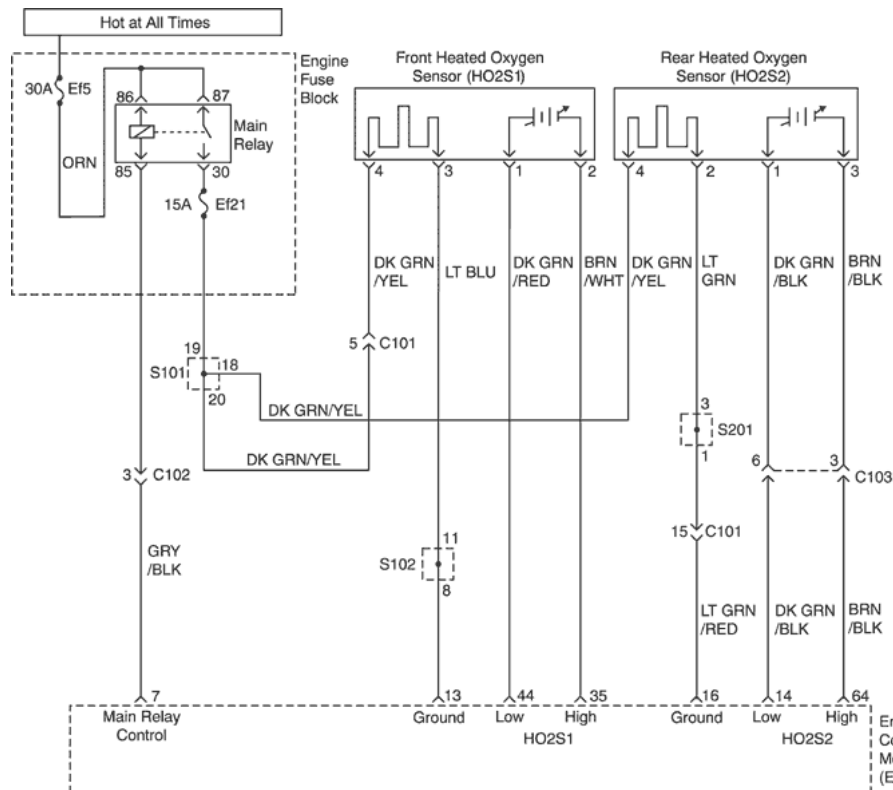 Hot at All Times
Engine
Fuse
Block
30A
Ef5
86
87
Main
Relay
ORN
85
30
15A
Ef21
Front Heated Oxygen
Sensor (HO2S1)
Rear Heated Oxygen
Sensor (HO2S2)
4
3
1
2
4
2
1
3
DK GRN
/YEL
LT BLU
DK GRN
/RED
BRN
/WHT
DK GRN
/YEL
LT
GRN
DK GRN
/BLK
BRN
/BLK
5
C101
19
18
S101
20
DK GRN/YEL
DK GRN/YEL
3
S201
1
6
3
C103
3
C102
15
C101
GRY
/BLK
11
S102
8
LT GRN
/RED
DK GRN
/BLK
BRN
/BLK
7
13
44
35
16
14
64
Main Relay
Control
Ground
Low
High
HO2S1
Ground
Low
High
HO2S2